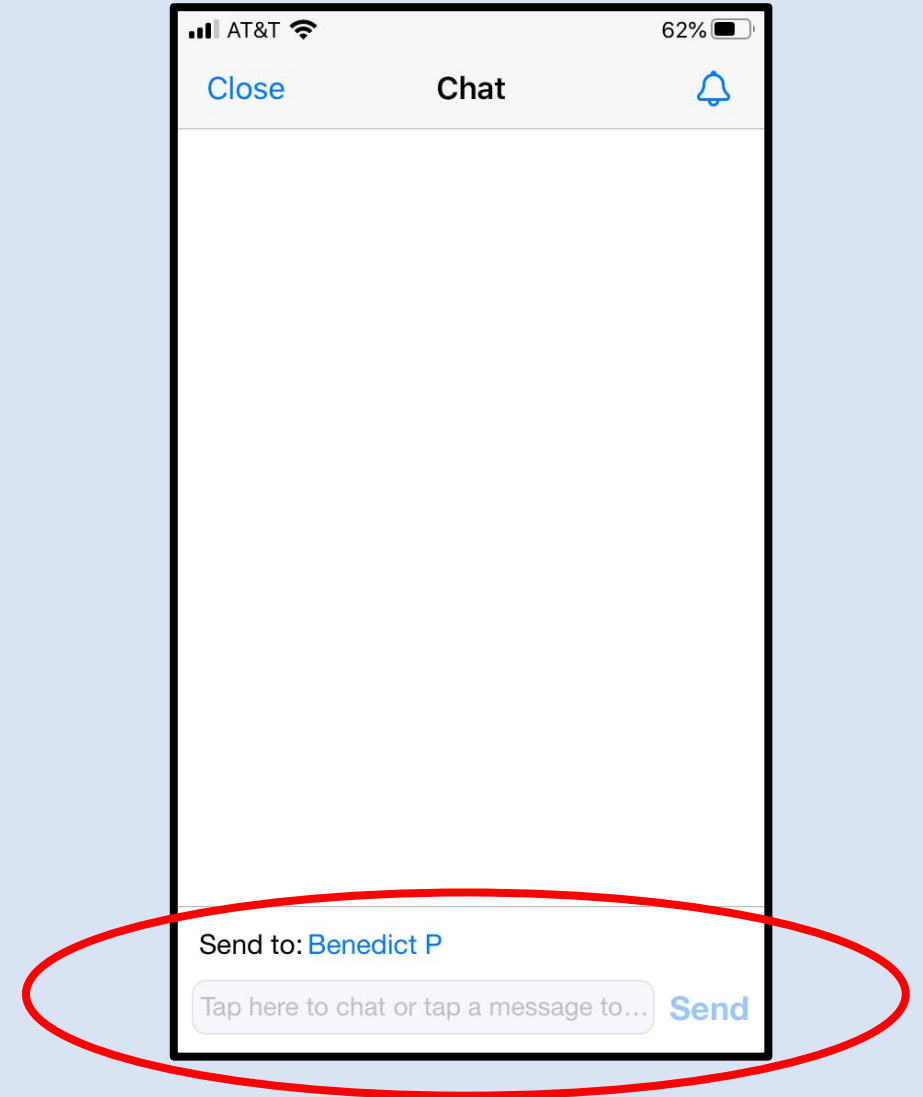 AT&T 62%
Close Chat
Send to: Benedict P
Tap here to chat or tap a message to... Send